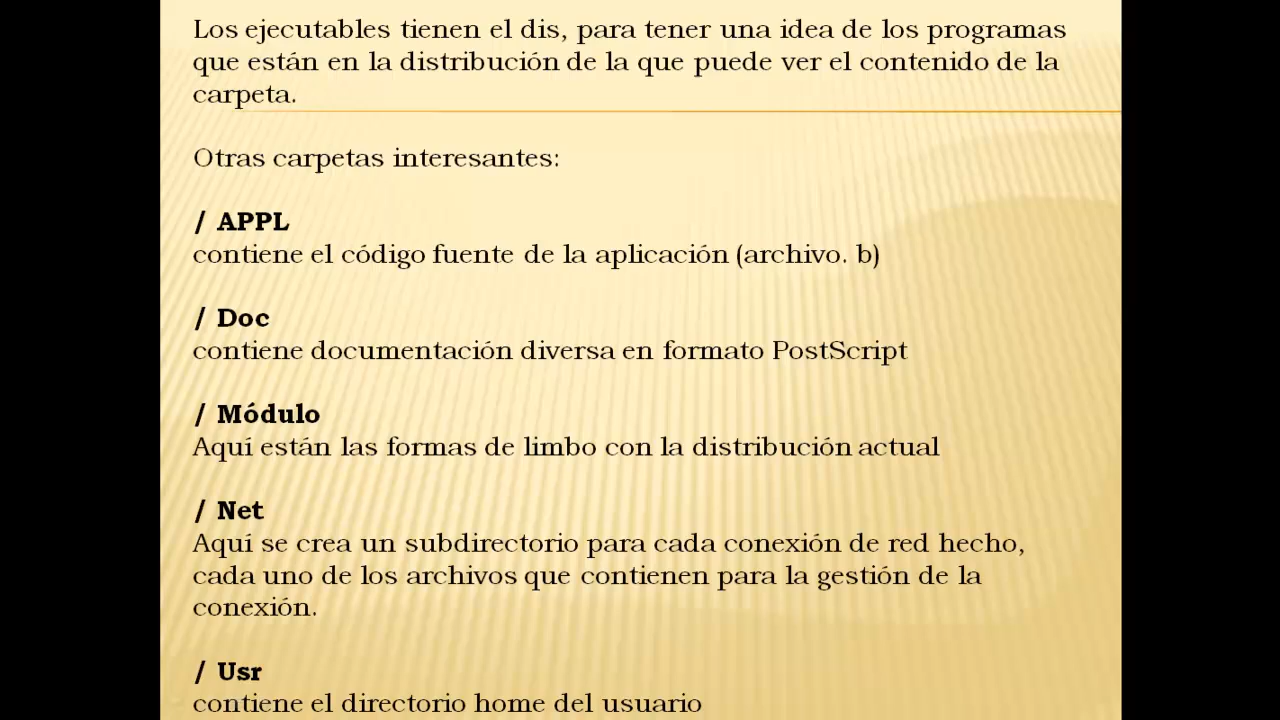 Los ejecutables tienen el dis, para tener una idea de los programas
que están en la distribución de la que puede ver el contenido de la
carpeta.
Otras carpetas interesantes:
/ APPL
contiene el código fuente de la aplicación (archivo. b)
/ Doc
contiene documentación diversa en formato PostScript
/ Módulo
Aquí están las formas de limbo con la distribución actual
/ Net
Aquí se crea un subdirectorio para cada conexión de red hecho,
cada uno de los archivos que contienen para la gestión de la
conexión.
/ Usr
contiene el directorio home del usuario